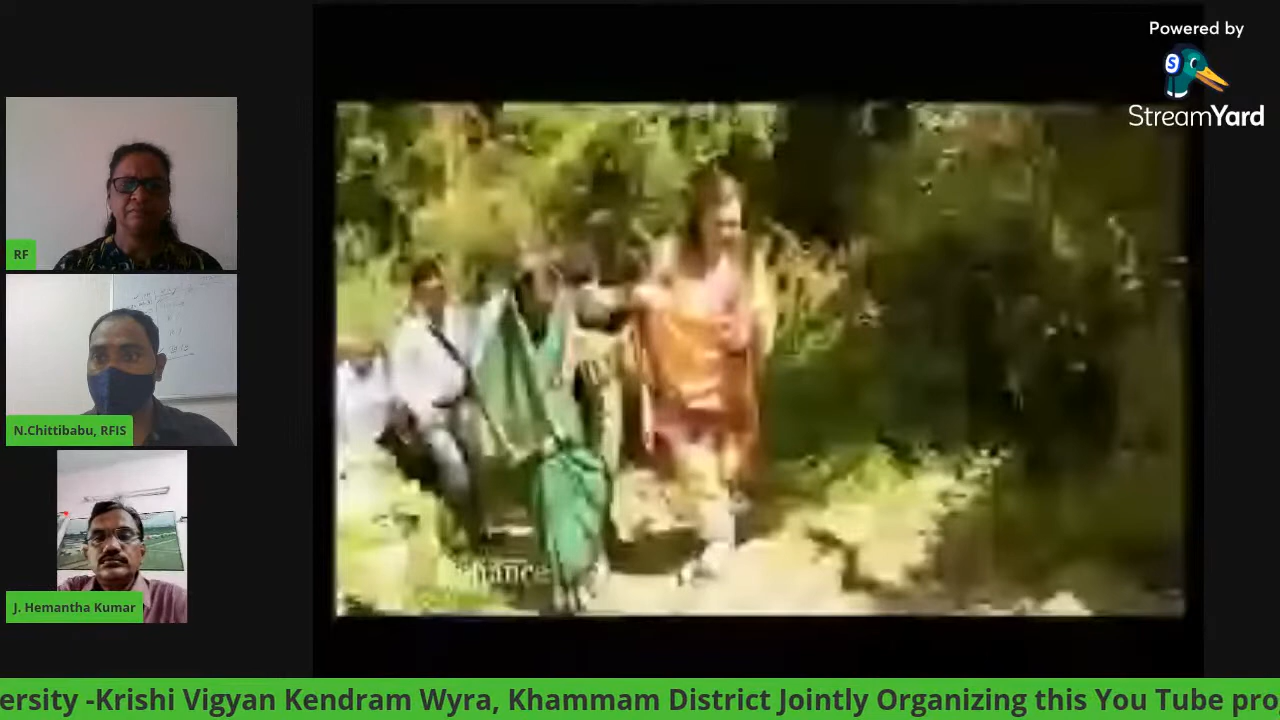 Powered by
S
StreamYard
RF
N.Chittibabu, RFIS
J. Hemantha Kumar
ersity -Krishi Vigyan Kendram Wyra, Khammam District Jointly Organizing this You Tube pro